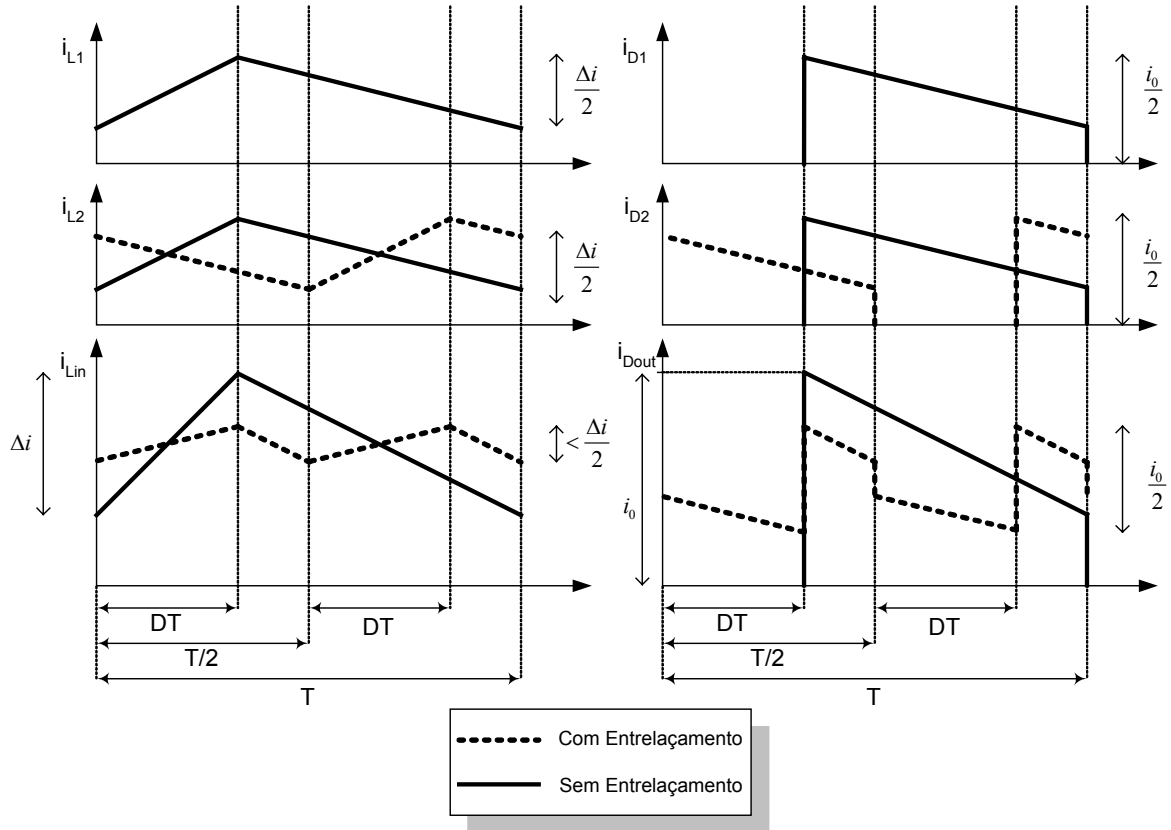 i_L1
Δi/2
i_D1
i_0/2
i_L2
Δi/2
i_D2
i_0/2
i_Lin
Δi
< Δi/2
i_Dout
i_0
i_0/2
DT
DT
T/2
T
DT
DT
T/2
T
Com Entrelaçamento
Sem Entrelaçamento